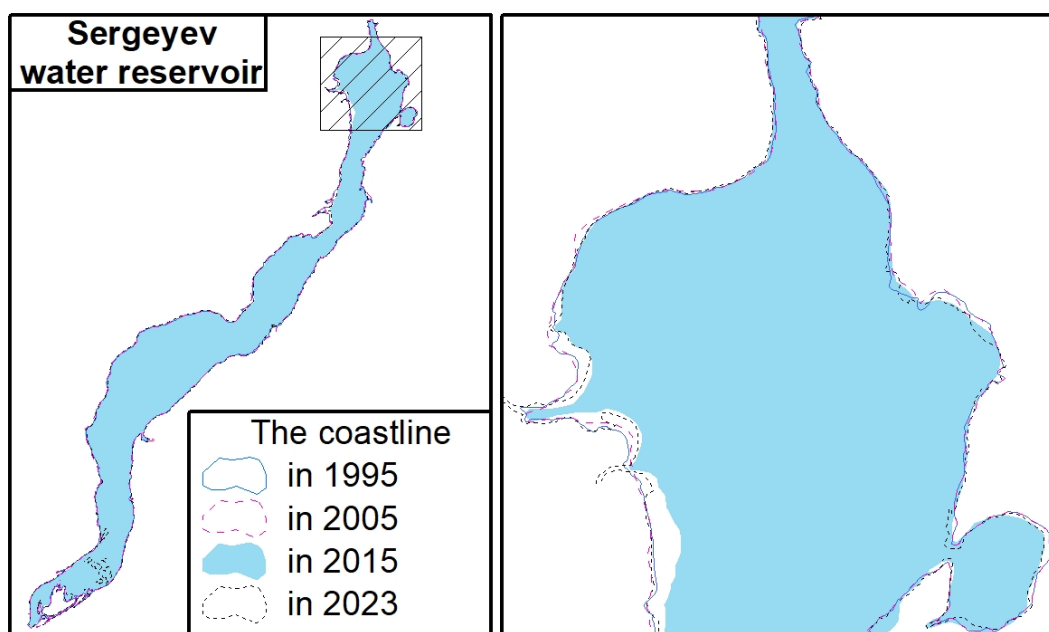 Sergeyev
water reservoir
The coastline
in 1995
in 2005
in 2015
in 2023